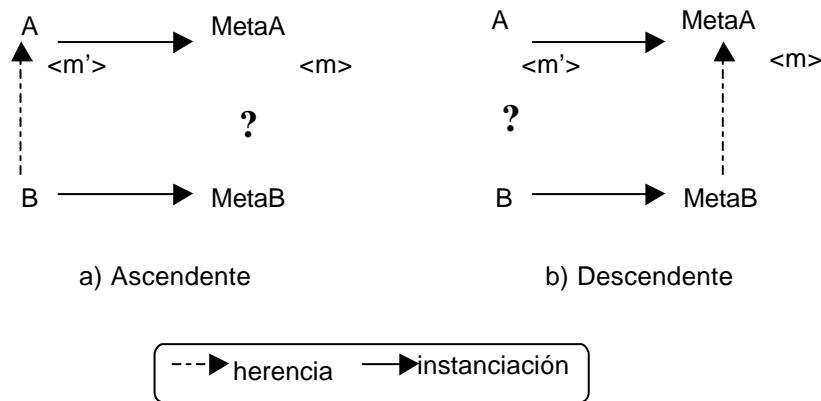 A MetaA
<m'> <m>
?
B MetaB
a) Ascendente
A MetaA
<m'> <m>
?
B MetaB
b) Descendente
herencia instanciación